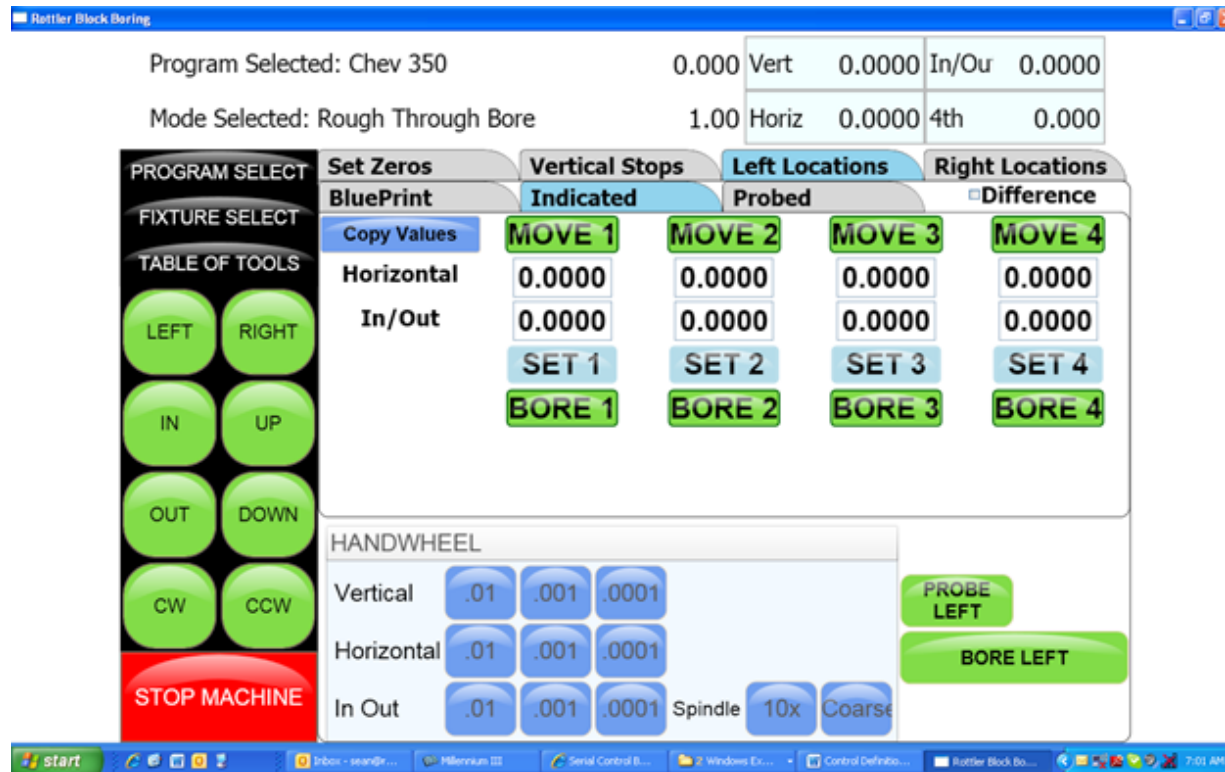 Rottler Block Boring
Program Selected: Chev 350 0.000 Vert 0.0000 In/Ou 0.0000
Mode Selected: Rough Through Bore 1.00 Horiz 0.0000 4th 0.000
PROGRAM SELECT
FIXTURE SELECT
TABLE OF TOOLS
LEFT RIGHT
IN UP
OUT DOWN
CW CCW
STOP MACHINE
Set Zeros Vertical Stops Left Locations Right Locations
BluePrint Indicated Probed Difference
Copy Values MOVE 1 MOVE 2 MOVE 3 MOVE 4
Horizontal 0.0000 0.0000 0.0000 0.0000
In/Out 0.0000 0.0000 0.0000 0.0000
SET 1 SET 2 SET 3 SET 4
BORE 1 BORE 2 BORE 3 BORE 4
HANDWHEEL
Vertical .01 .001 .0001
Horizontal .01 .001 .0001
In Out .01 .001 .0001 Spindle 10x Coarse
PROBE
LEFT
BORE LEFT
start Inbox - sean@r... Millennium III Serial Control B... 2 Windows Ex... Control Definitio... Rottler Block Bo... 7:01 AM